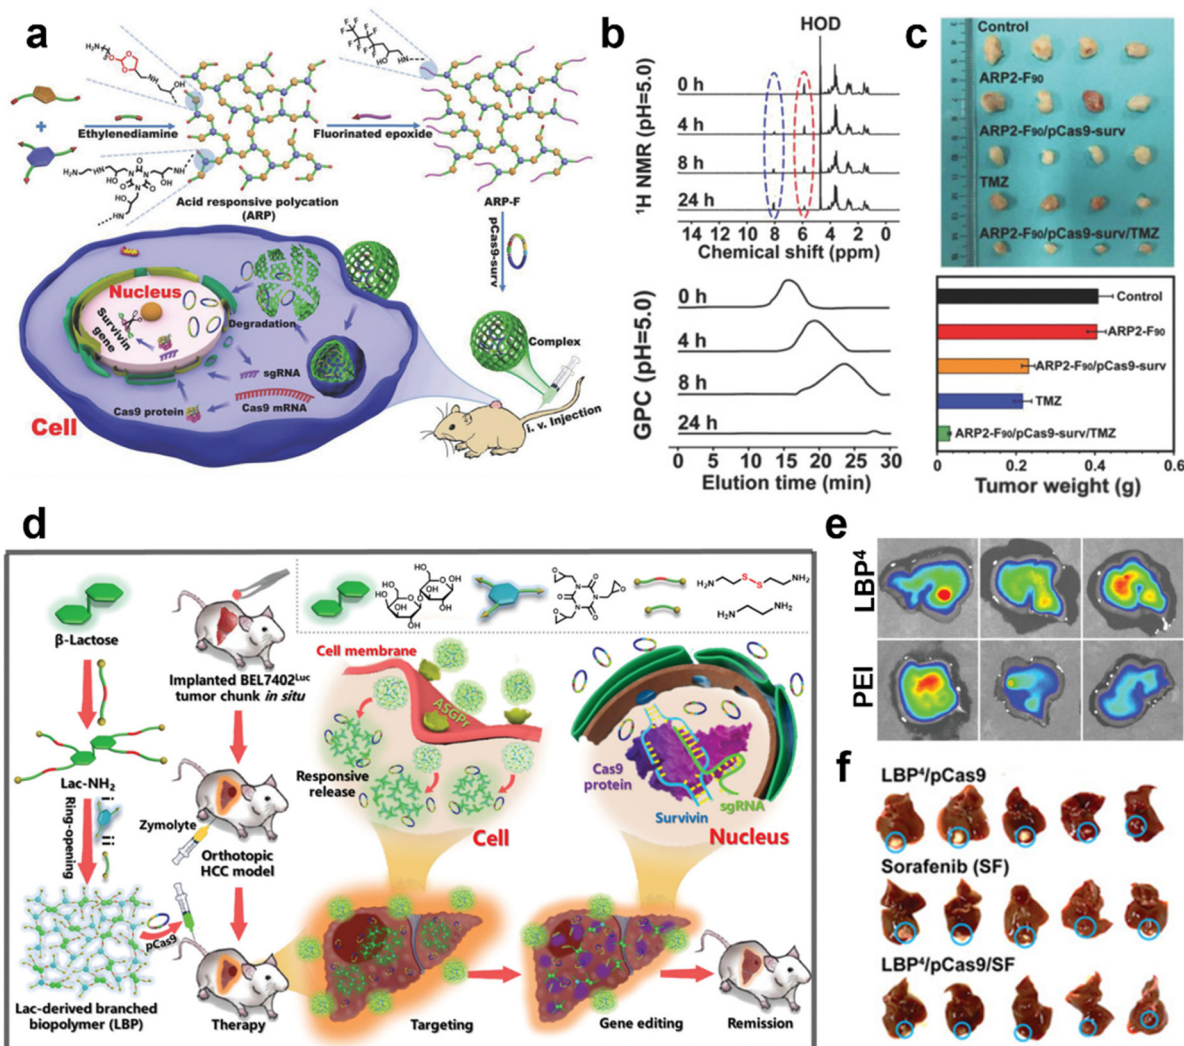 a
Ethylenediamine
Fluorinated epoxide
Acid responsive polycation
(ARP)
ARP-F
pCas9-surv
Nucleus
Survivin
gene
Degradation
sgRNA
Cas9 protein
Cas9 mRNA
Cell
Complex
i. v. Injection
b
HOD
¹H NMR (pH=5.0)
0 h
4 h
8 h
24 h
14 12 10 8 6 4 2 0
Chemical shift (ppm)
GPC (pH=5.0)
0 h
4 h
8 h
24 h
0 5 10 15 20 25 30
Elution time (min)
c
Control
ARP2-F90
ARP2-F90/pCas9-surv
TMZ
ARP2-F90/pCas9-surv/TMZ
Control
ARP2-F90
ARP2-F90/pCas9-surv
TMZ
ARP2-F90/pCas9-surv/TMZ
0 0.2 0.4 0.6
Tumor weight (g)
d
β-Lactose
Lac-NH₂
Ring-opening
i
ii
pCas9
Lac-derived branched
biopolymer (LBP)
Implanted BEL7402Luc
tumor chunk in situ
Zymolyte
Orthotopic
HCC model
Therapy
Cell membrane
ASGPr
Responsive
release
Cell
Cas9
protein
sgRNA
Survivin
Nucleus
Targeting
Gene editing
Remission
e
LBP⁴
PEI
f
LBP⁴/pCas9
Sorafenib (SF)
LBP⁴/pCas9/SF